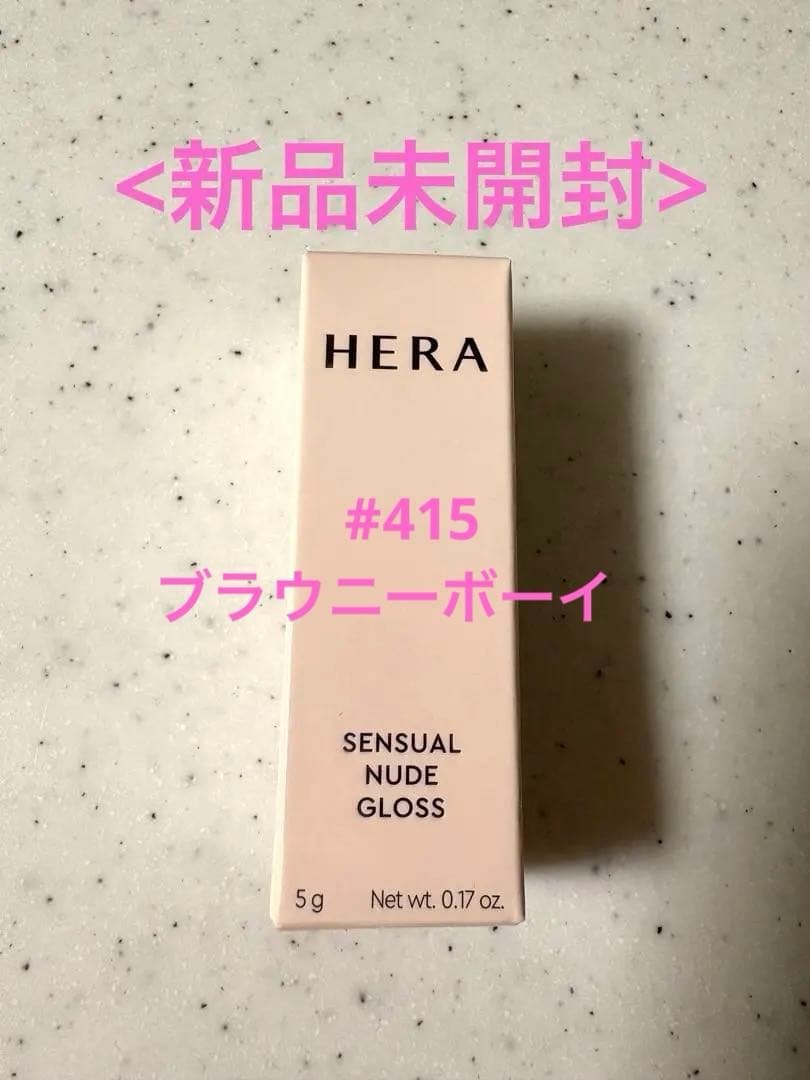 <新品未開封>
HERA
#415
ブラウニーボーイ
SENSUAL
NUDE
GLOSS
5 g Net wt. 0.17 oz.